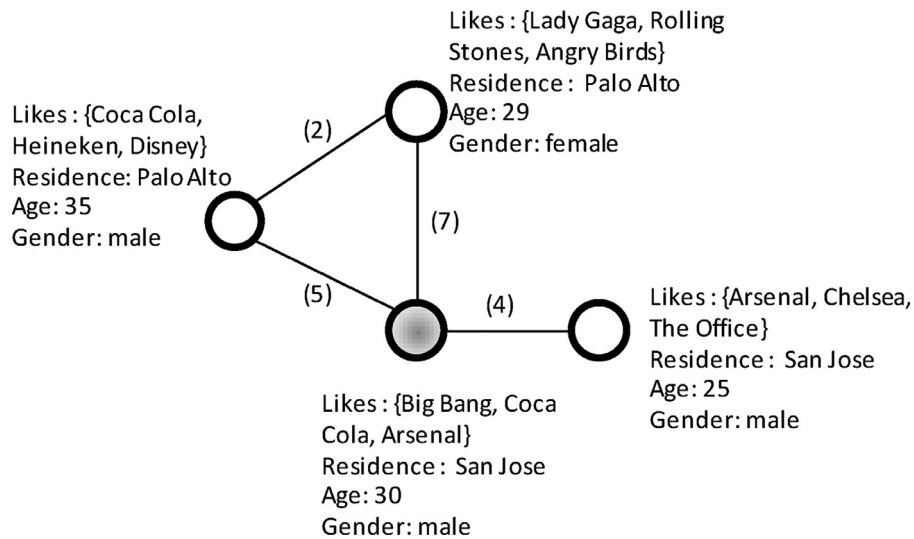 Likes : {Lady Gaga, Rolling
Stones, Angry Birds}
Residence : Palo Alto
Age: 29
Gender: female
Likes : {Coca Cola,
Heineken, Disney}
Residence: Palo Alto
Age: 35
Gender: male
(2)
(7)
(5)
(4)
Likes : {Arsenal, Chelsea,
The Office}
Residence : San Jose
Age: 25
Gender: male
Likes : {Big Bang, Coca
Cola, Arsenal}
Residence : San Jose
Age: 30
Gender: male